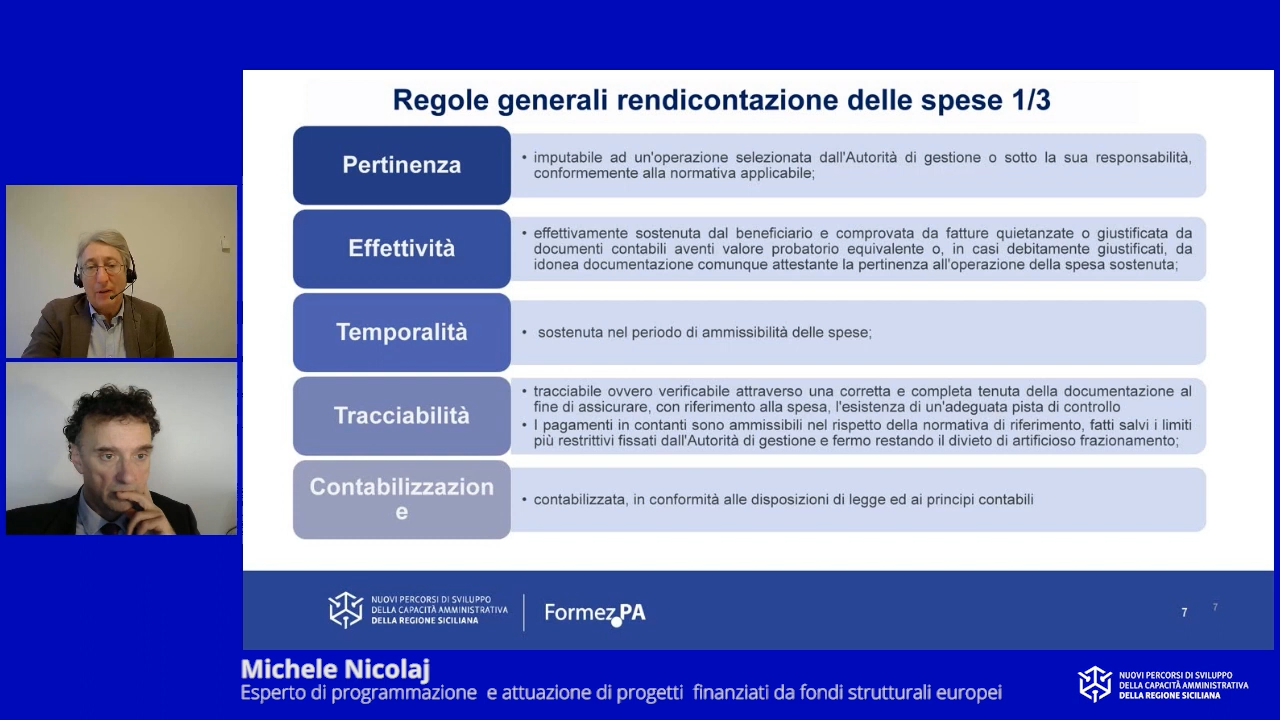 Regole generali rendicontazione delle spese 1/3
Pertinenza
• imputabile ad un'operazione selezionata dall'Autorità di gestione o sotto la sua responsabilità,
conformemente alla normativa applicabile;
Effettività
• effettivamente sostenuta dal beneficiario e comprovata da fatture quietanzate o giustificata da
documenti contabili aventi valore probatorio equivalente o, in casi debitamente giustificati, da
idonea documentazione comunque attestante la pertinenza all'operazione della spesa sostenuta;
Temporalità
• sostenuta nel periodo di ammissibilità delle spese;
Tracciabilità
• tracciabile ovvero verificabile attraverso una corretta e completa tenuta della documentazione al
fine di assicurare, con riferimento alla spesa, l'esistenza di un'adeguata pista di controllo
• I pagamenti in contanti sono ammissibili nel rispetto della normativa di riferimento, fatti salvi i limiti
più restrittivi fissati dall'Autorità di gestione e fermo restando il divieto di artificioso frazionamento;
Contabilizzazion
e
• contabilizzata, in conformità alle disposizioni di legge ed ai principi contabili
NUOVI PERCORSI DI SVILUPPO
DELLA CAPACITÀ AMMINISTRATIVA
DELLA REGIONE SICILIANA
Formez.PA
7
7
Michele Nicolaj
Esperto di programmazione e attuazione di progetti finanziati da fondi strutturali europei
NUOVI PERCORSI DI SVILUPPO
DELLA CAPACITÀ AMMINISTRATIVA
DELLA REGIONE SICILIANA